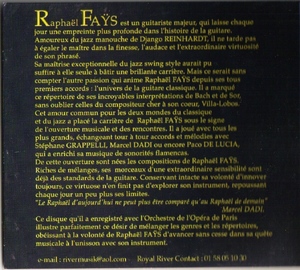 Raphaël FAŸS est un guitariste majeur, qui laisse chaque
jour une empreinte plus profonde dans l'histoire de la guitare.
Amoureux du jazz manouche de Django REINHARDT, il ne tarde pas
à égaler le maître dans la finesse, l'audace et l'extraordinaire virtuosité
de son phrasé.
Sa maîtrise exceptionnelle du jazz swing style aurait pu
suffire à elle seule à bâtir une brillante carrière. Mais ce serait sans
compter l'autre passion qui anime Raphaël FAŸS depuis ses tous
premiers accords : l'univers de la guitare classique. Il a marqué
ce répertoire de ses incroyables interprétations de Bach et de Sor,
sans oublier celles du compositeur cher à son coeur, Villa-Lobos.
Cet amour commun pour les deux mondes du classique
et du jazz a placé la carrière de Raphaël FAŸS sous le signe
de l'ouverture musicale et des rencontres. Il a joué avec tous les
plus grands, échangeant tour à tour accords et mélodies avec
Stéphane GRAPPELLI, Marcel DADI ou encore Paco DE LUCIA,
qui a enrichi sa musique de sonorités flamencas.
De cette ouverture sont nées les compositions de Raphaël FAŸS.
Riches de mélanges, ses morceaux d'une extraordinaire sensibilité sont
déjà des standards de la guitare. Conservant intacte sa volonté d'innover
toujours, ce virtuose n'en finit pas d'explorer son instrument, repoussant
chaque jour un peu plus ses limites.
"Le Raphaël d'aujourd'hui ne peut plus être comparé qu'au Raphaël de demain"
Marcel DADI.
Ce disque qu'il a enregistré avec l'Orchestre de l'Opéra de Paris
illustre parfaitement ce désir de mélanger les genres et les répertoires,
obéissant à la volonté de Raphaël FAŸS d'avancer sans cesse dans sa quête
musicale à l'unisson avec son instrument.
e-mail : rivermusik@aol.com Royal River Contact : 01 58 05 10 30